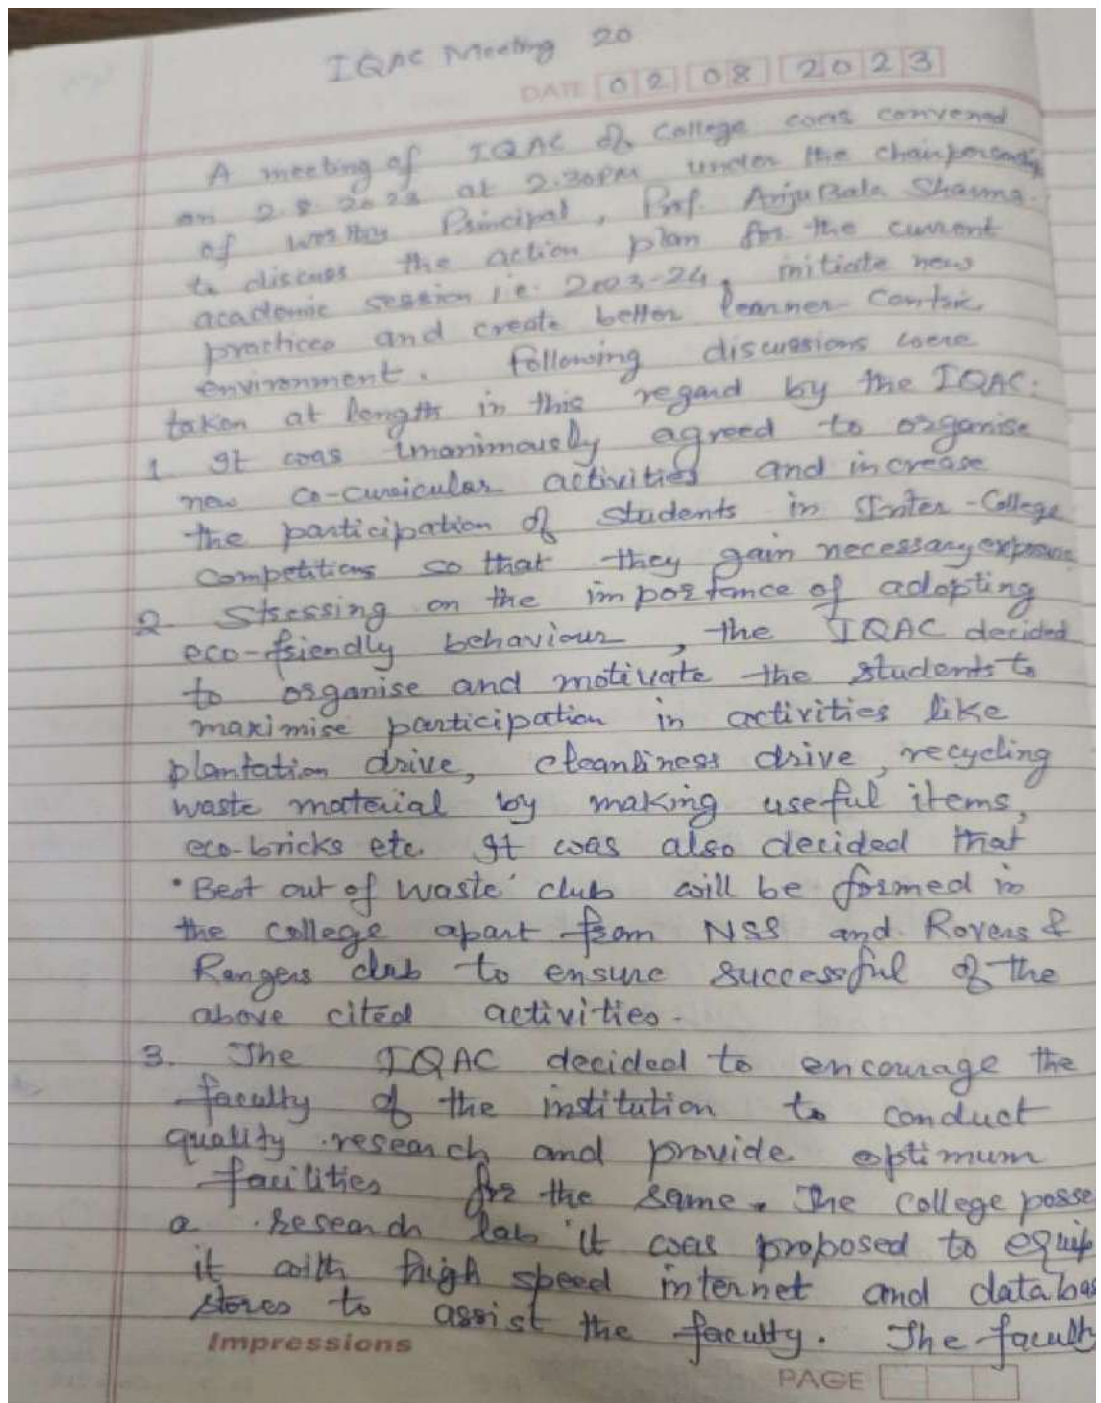 IQAC Meeting 20
DATE 02 08 2023
A meeting of IQAC of College was convened
on 2.8.2023 at 2.30PM under the
of worthy Principal, Prof. Anju Bala Sharma.
to discuss the action plan for the current
academic session i.e. 2023-24, initiate new
practices and create better learner
environment. Following discussions were
taken at length in this regard by the IQAC:
1 It was unanimously agreed to organise
new co-curricular activities and increase
the participation of students in Inter-College
Competitions so that they gain necessary
2. Stressing on the importance of adopting
eco-friendly behaviour, the IQAC decided
to organise and motivate the students to
maximise participation in activities like
plantation drive, cleanliness drive, recycling
waste material by making useful items,
eco-bricks etc. It was also decided that
'Best out of waste' club will be formed in
the college apart from NSS and Rovers &
Rangers club to ensure successful of the
above cited activities.
3. The IQAC decided to encourage the
faculty of the institution to conduct
quality research and provide optimum
facilities for the same. The college posse
a research lab it was proposed to equip
it with high speed internet and databas
stores to assist the faculty. The facult
Impressions
PAGE